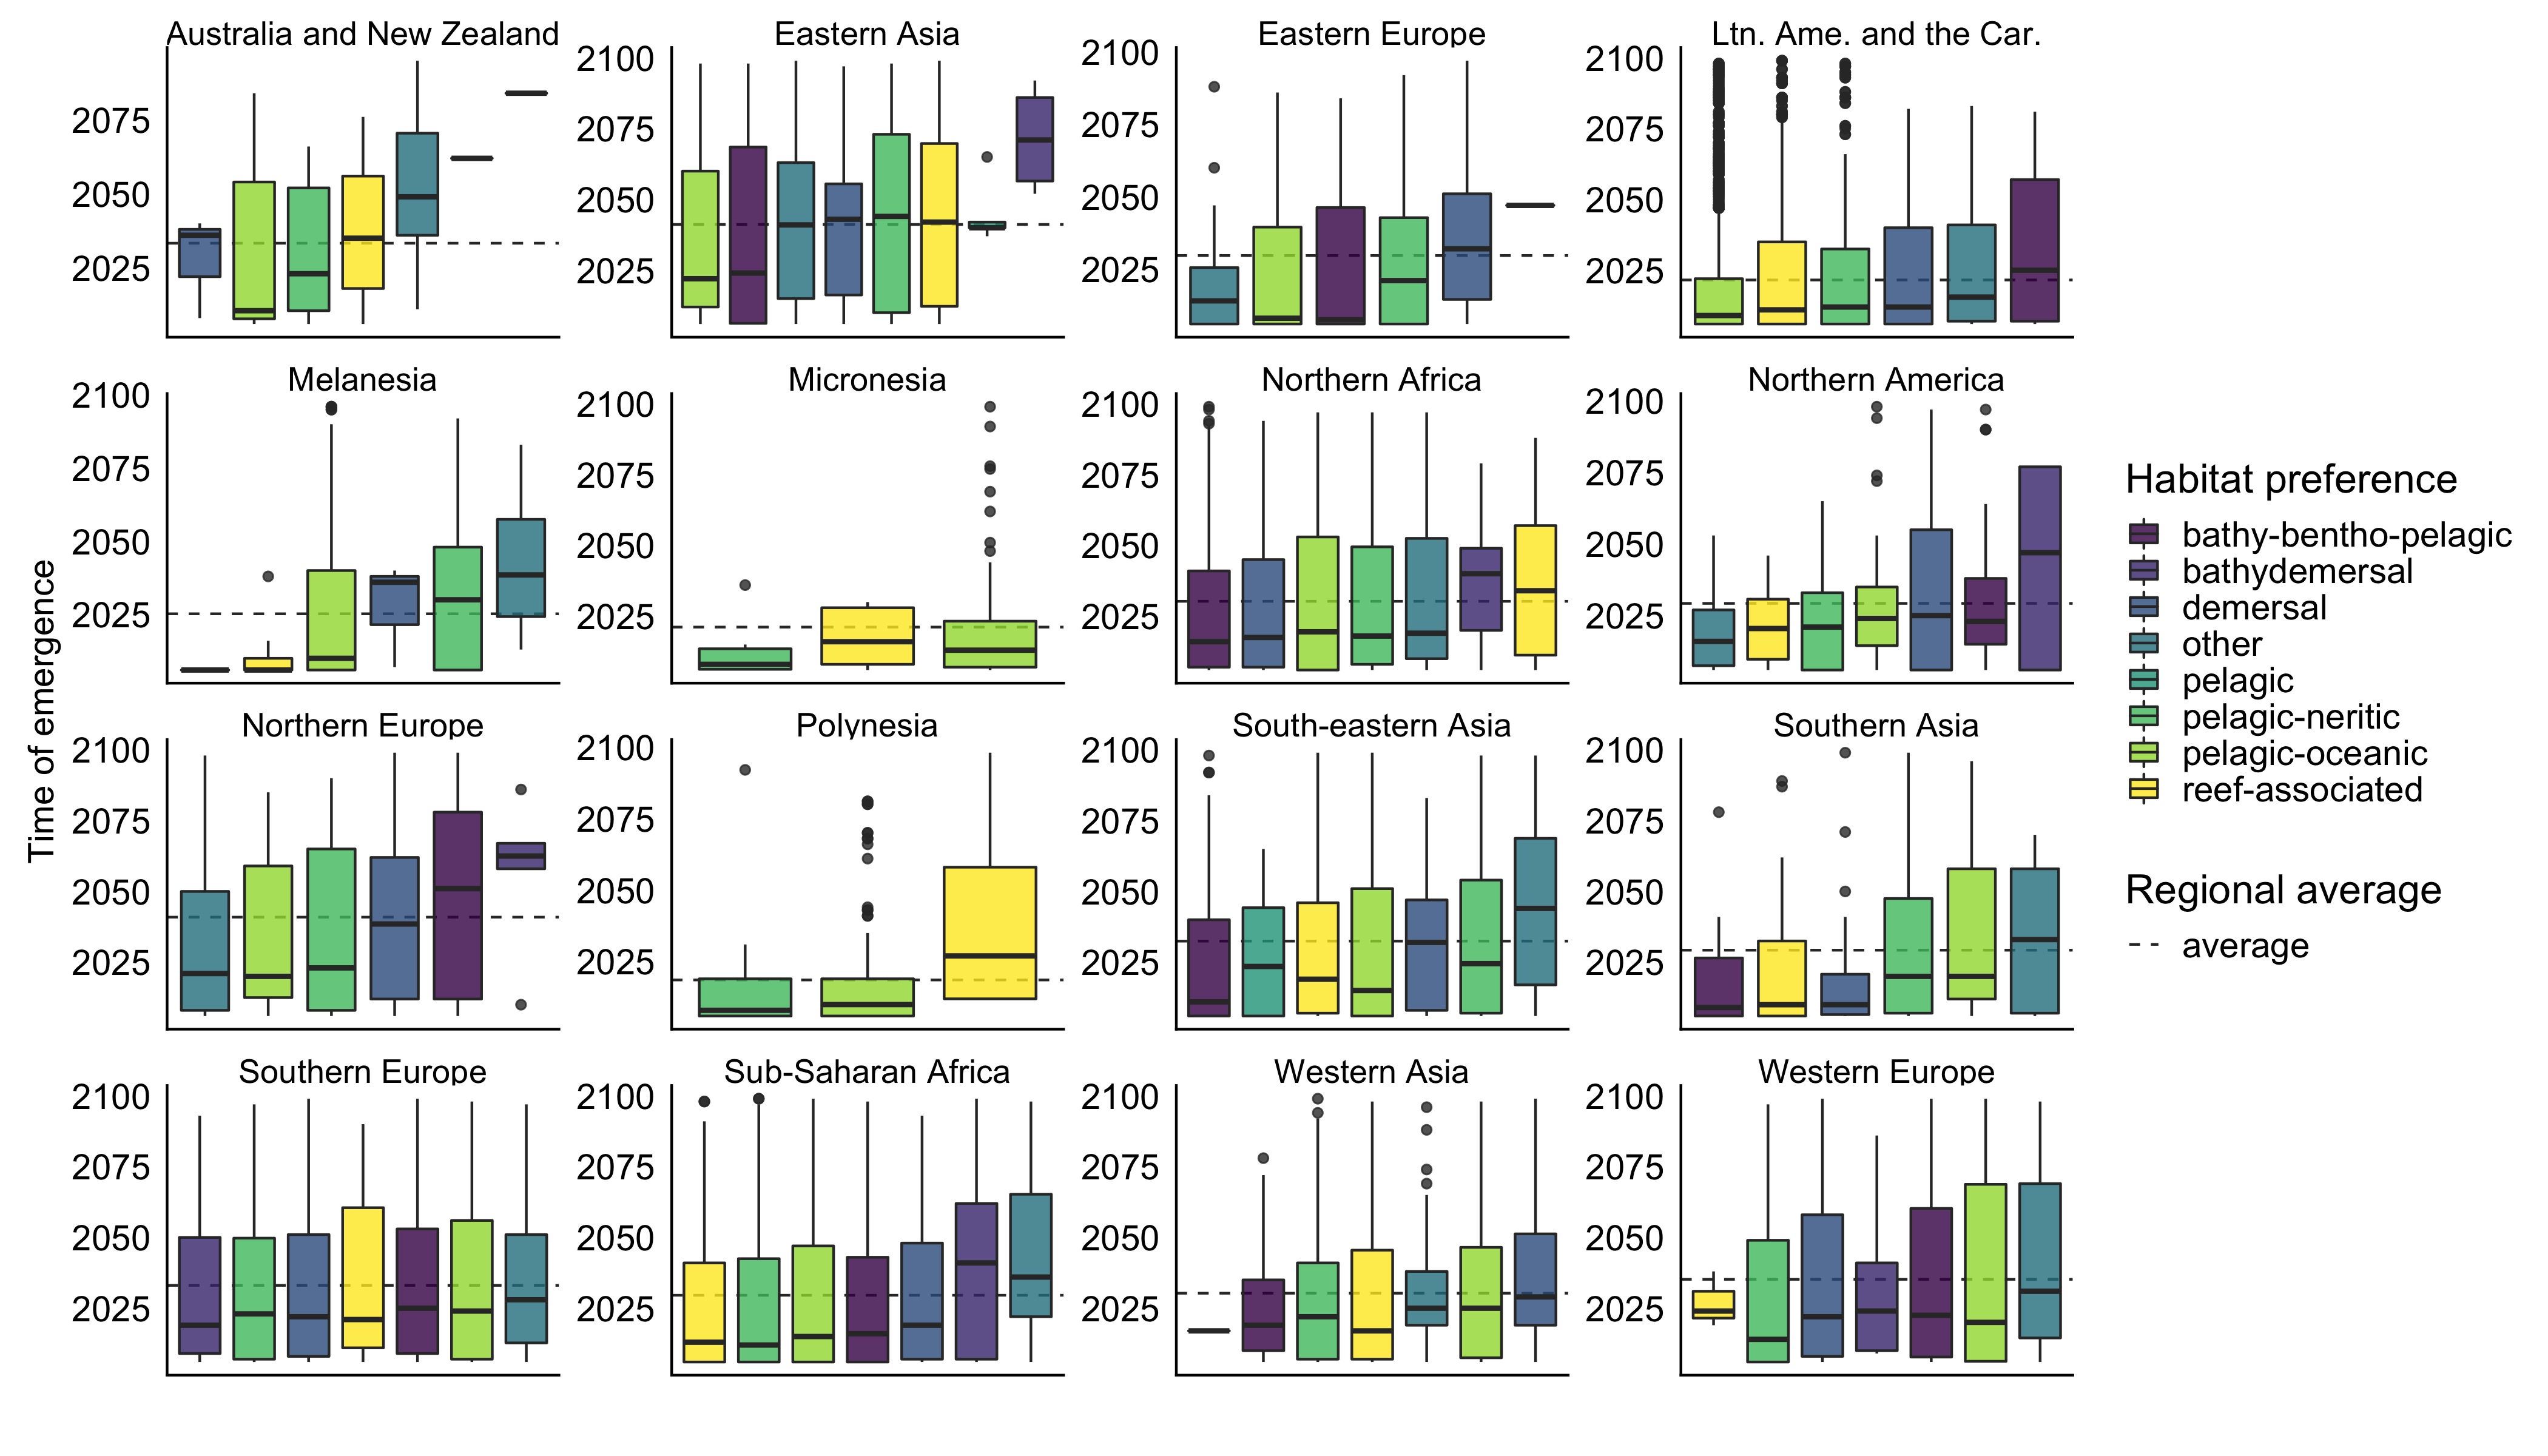 Australia and New Zealand
2075
2050
2025
Eastern Asia
2100
2075
2050
2025
Eastern Europe
2100
2075
2050
2025
Ltn. Ame. and the Car.
2100
2075
2050
2025
Melanesia
2100
2075
2050
2025
Micronesia
2100
2075
2050
2025
Northern Africa
2100
2075
2050
2025
Northern America
2100
2075
2050
2025
Northern Europe
2100
2075
2050
2025
Polynesia
2100
2075
2050
2025
South-eastern Asia
2100
2075
2050
2025
Southern Asia
2100
2075
2050
2025
Southern Europe
2100
2075
2050
2025
Sub-Saharan Africa
2100
2075
2050
2025
Western Asia
2100
2075
2050
2025
Western Europe
2100
2075
2050
2025
Time of emergence
Habitat preference
bathy-bentho-pelagic
bathydemersal
demersal
other
pelagic
pelagic-neritic
pelagic-oceanic
reef-associated
Regional average
average